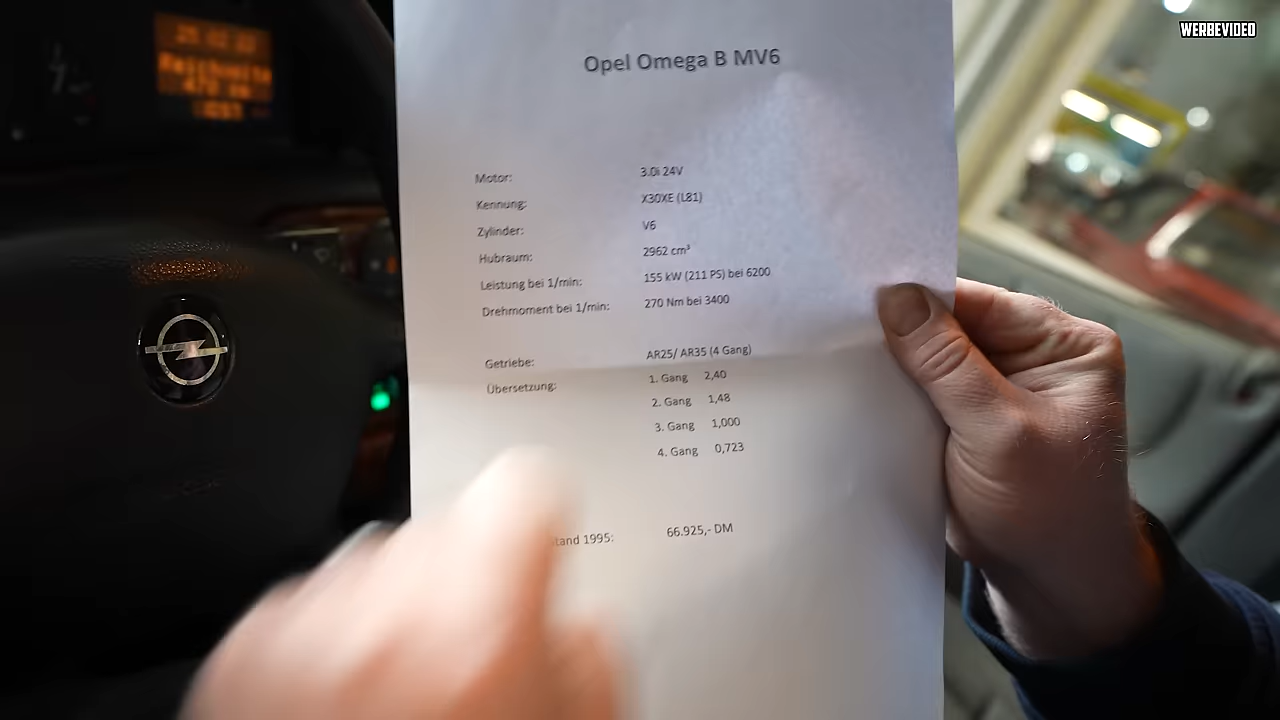 WERBEVIDEO
Opel Omega B MV6
Motor: 3.0i 24V
Kennung: X30XE (L81)
Zylinder: V6
Hubraum: 2962 cm³
Leistung bei 1/min: 155 kW (211 PS) bei 6200
Drehmoment bei 1/min: 270 Nm bei 3400
Getriebe: AR25/ AR35 (4 Gang)
Übersetzung: 1. Gang 2,40
2. Gang 1,48
3. Gang 1,000
4. Gang 0,723
1995: 66.925,- DM